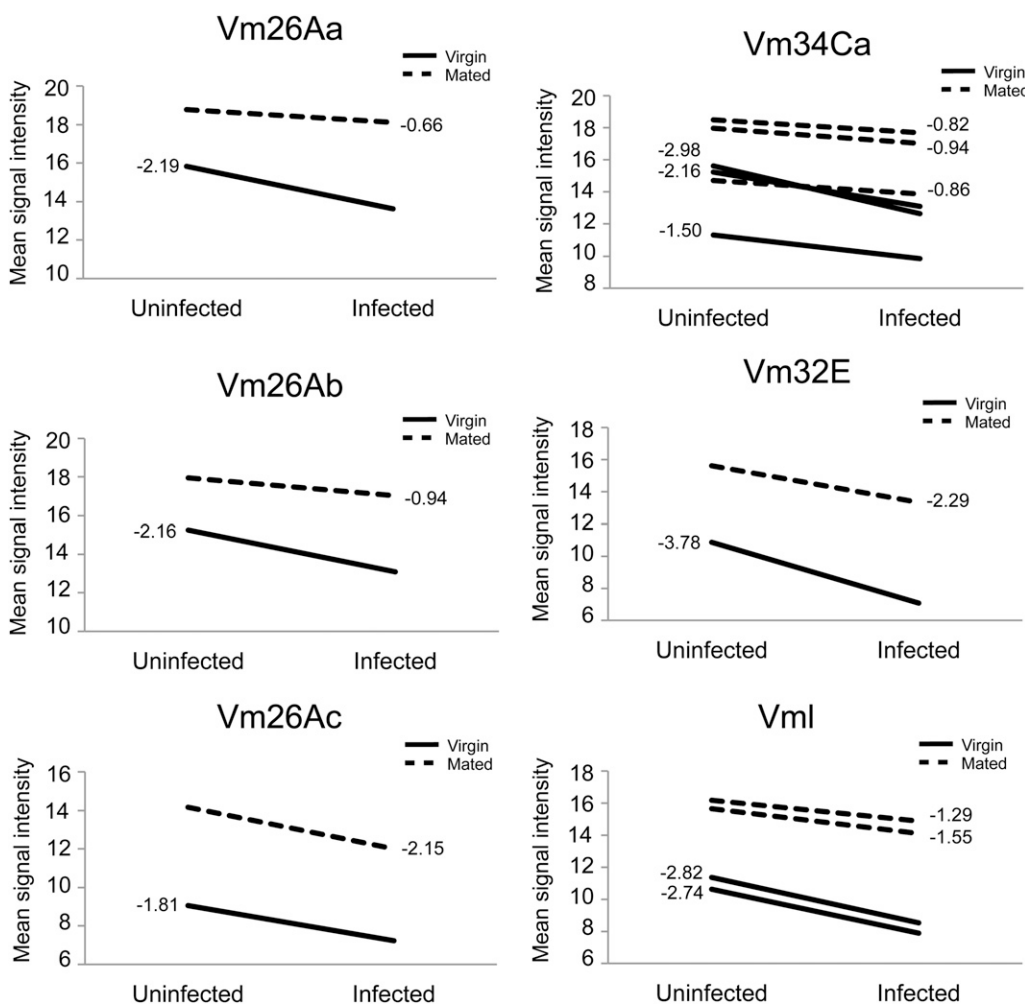 Vm26Aa
Virgin
Mated
Mean signal intensity
20
18
16
14
12
10
-0.66
-2.19
Uninfected
Infected
Vm34Ca
Virgin
Mated
Mean signal intensity
20
18
16
14
12
10
8
-0.82
-0.94
-2.98
-2.16
-0.86
-1.50
Uninfected
Infected
Vm26Ab
Virgin
Mated
Mean signal intensity
20
18
16
14
12
10
-0.94
-2.16
Uninfected
Infected
Vm32E
Virgin
Mated
Mean signal intensity
18
16
14
12
10
8
6
-2.29
-3.78
Uninfected
Infected
Vm26Ac
Virgin
Mated
Mean signal intensity
16
14
12
10
8
6
-2.15
-1.81
Uninfected
Infected
Vml
Virgin
Mated
Mean signal intensity
18
16
14
12
10
8
6
-1.29
-1.55
-2.82
-2.74
Uninfected
Infected